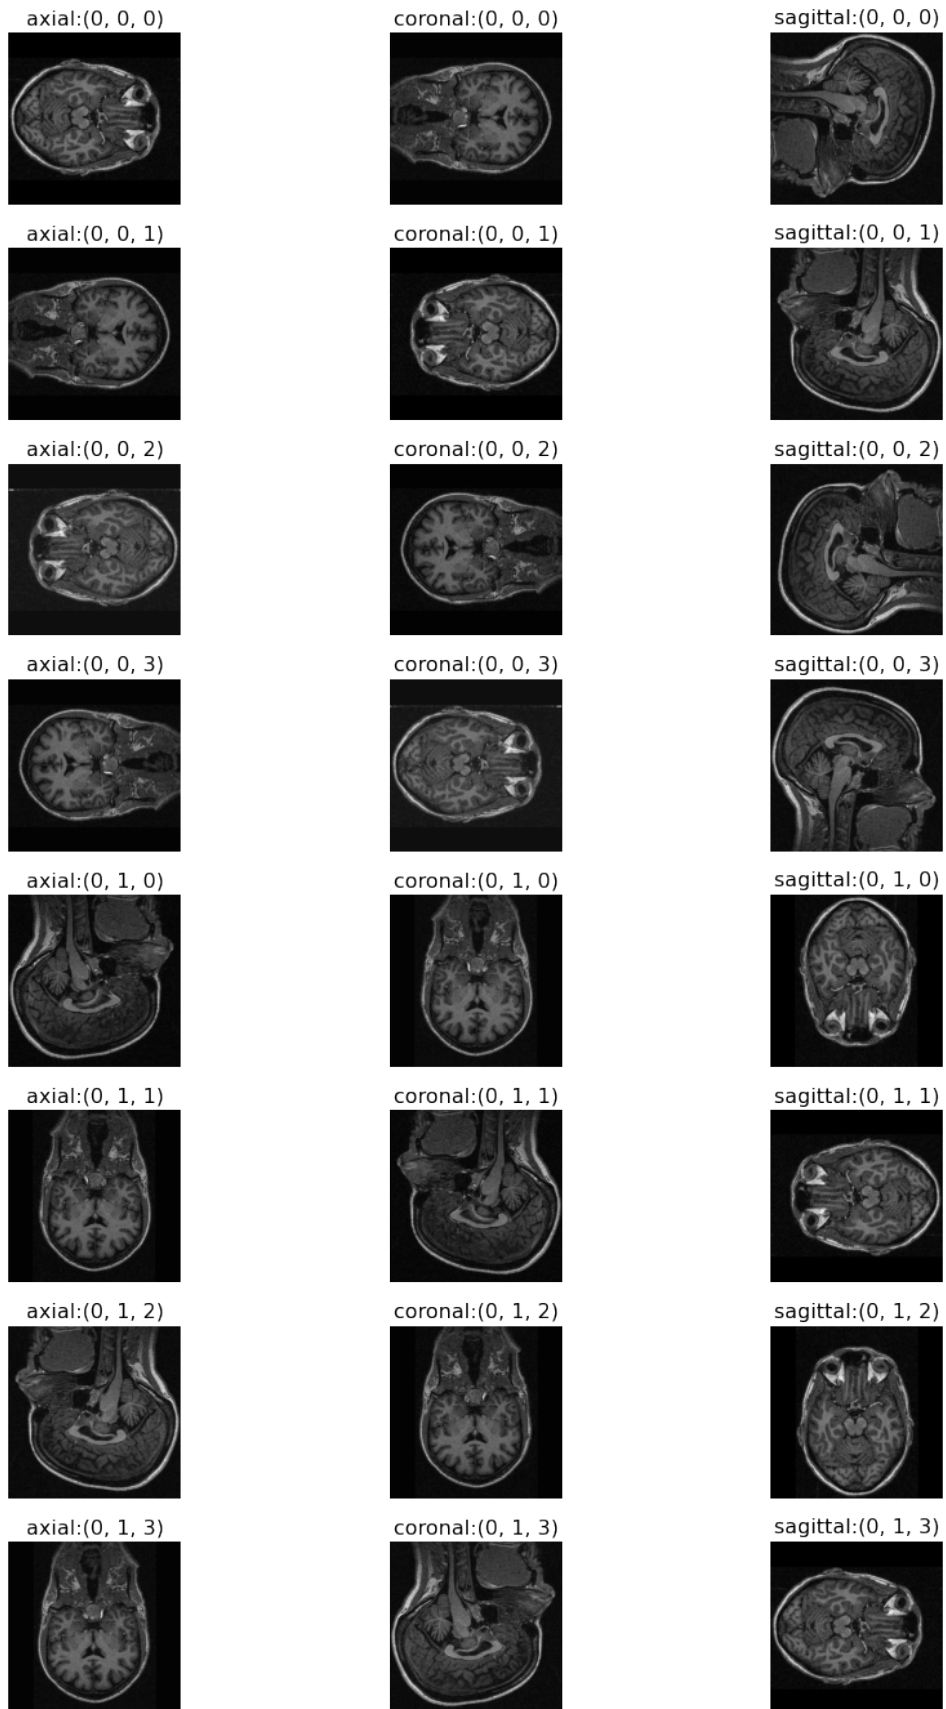 axial:(0, 0, 0) coronal:(0, 0, 0) sagittal:(0, 0, 0)
axial:(0, 0, 1) coronal:(0, 0, 1) sagittal:(0, 0, 1)
axial:(0, 0, 2) coronal:(0, 0, 2) sagittal:(0, 0, 2)
axial:(0, 0, 3) coronal:(0, 0, 3) sagittal:(0, 0, 3)
axial:(0, 1, 0) coronal:(0, 1, 0) sagittal:(0, 1, 0)
axial:(0, 1, 1) coronal:(0, 1, 1) sagittal:(0, 1, 1)
axial:(0, 1, 2) coronal:(0, 1, 2) sagittal:(0, 1, 2)
axial:(0, 1, 3) coronal:(0, 1, 3) sagittal:(0, 1, 3)